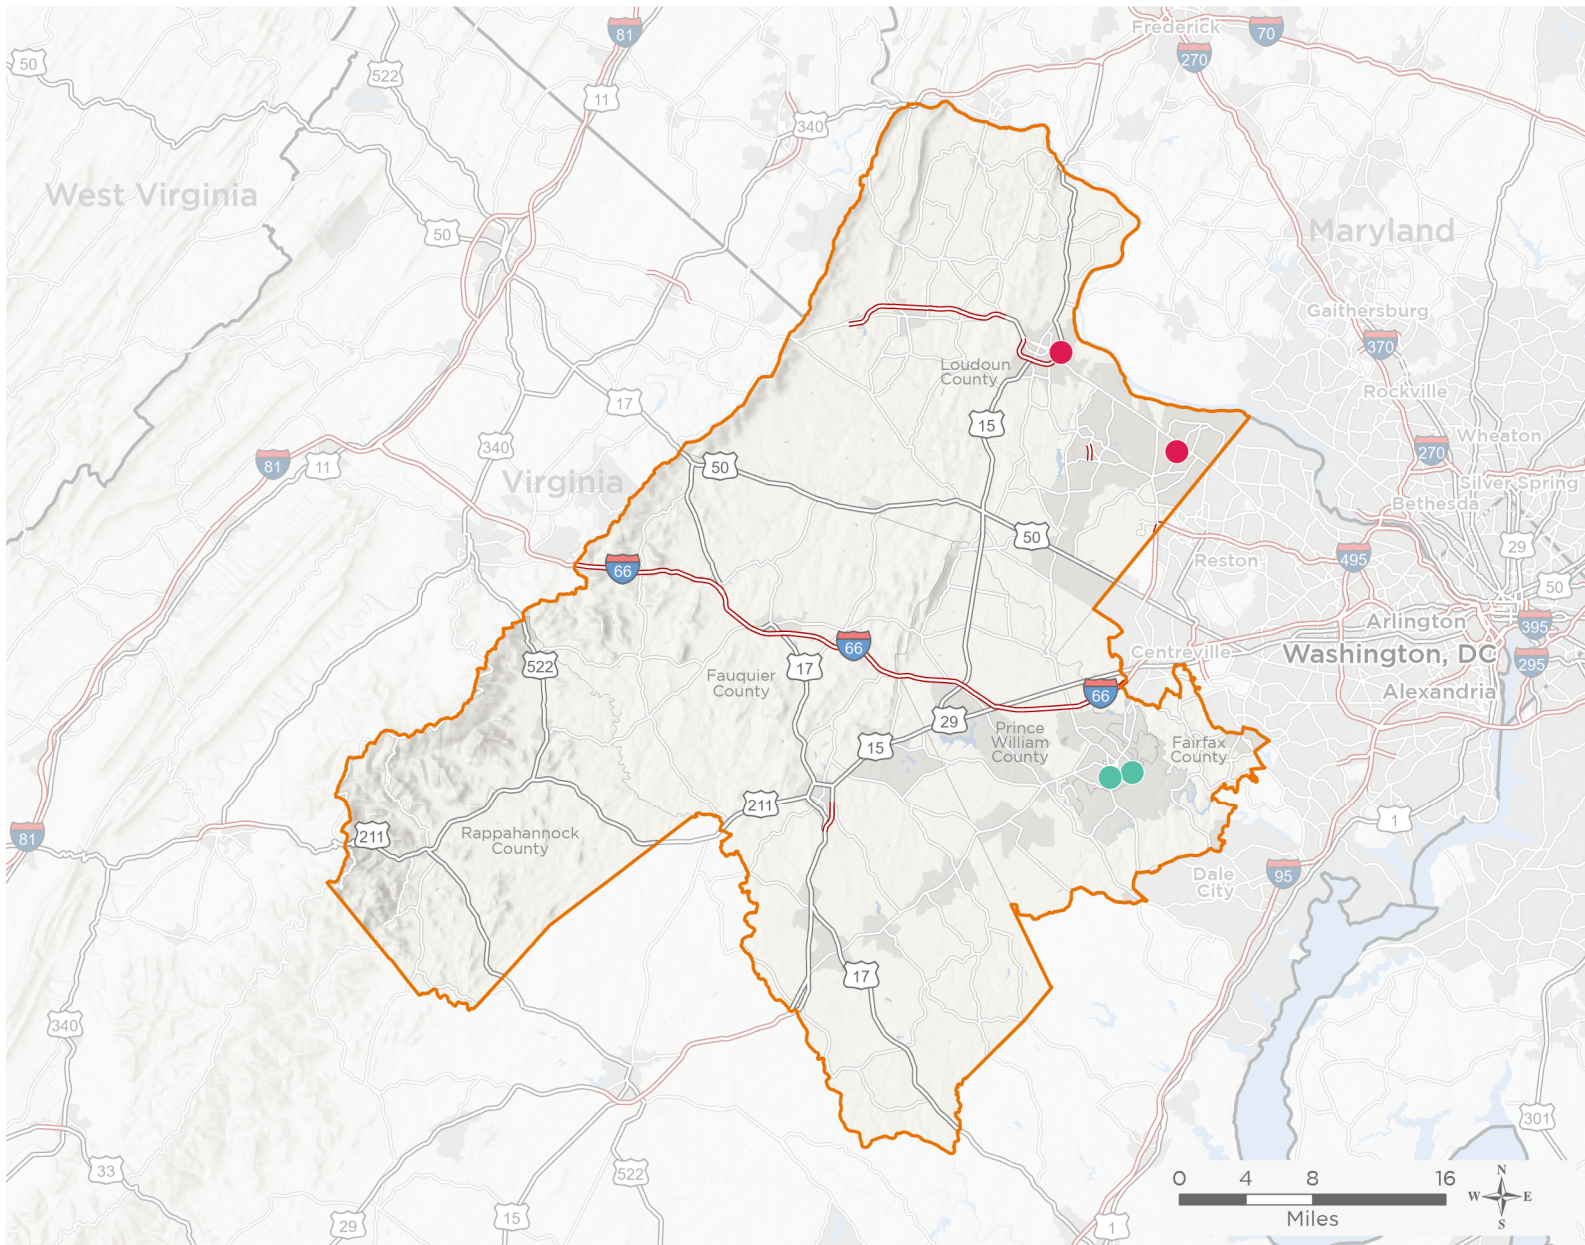 Frederick
70
81
270
50
522
11
340
West Virginia
Maryland
50
Gaithersburg
370
Loudoun
County
Rockville
17
15
Wheaton
340
270
81
11
50
Virginia
Silver Spring
Bethesda
50
29
495
Reston
66
50
Arlington
395
66
Centreville
Washington, DC
522
295
17
Fauquier
County
66
Alexandria
29
Prince
William
County
15
Fairfax
County
211
1
81
211
Rappahannock
County
Dale
City
95
17
340
301
33
522
0 4 8 16
Miles
N
W E
S
29
15
1